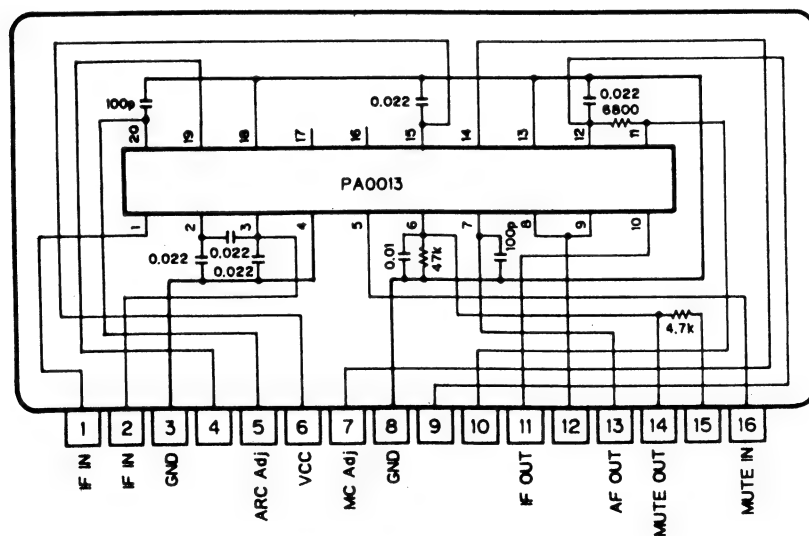 100p
0.022
0.022
6800
20
19
18
17
16
15
14
13
12
11
PA0013
1
2
3
4
5
6
7
8
9
10
0.022
0.022
0.022
0.01
47k
100p
4.7k
1
2
3
4
5
6
7
8
9
10
11
12
13
14
15
16
IF IN
IF IN
GND
ARC Adj
VCC
MC Adj
GND
IF OUT
AF OUT
MUTE OUT
MUTE IN